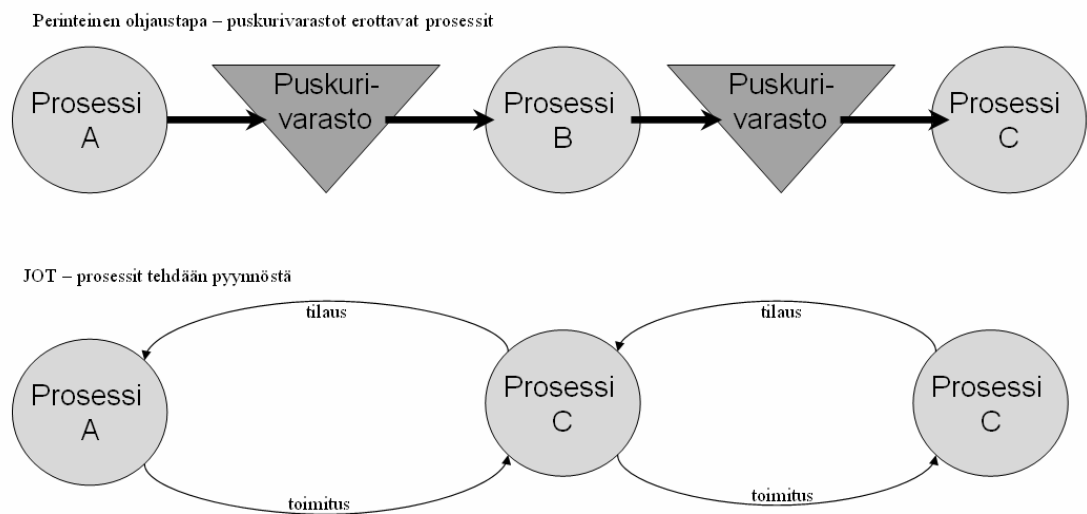 Perinteinen ohjaustapa – puskurivarastot erottavat prosessit
Prosessi
A
Puskuri-
varasto
Prosessi
B
Puskuri-
varasto
Prosessi
C
JOT – prosessit tehdään pyynnöstä
tilaus
tilaus
Prosessi
A
Prosessi
C
Prosessi
C
toimitus
toimitus